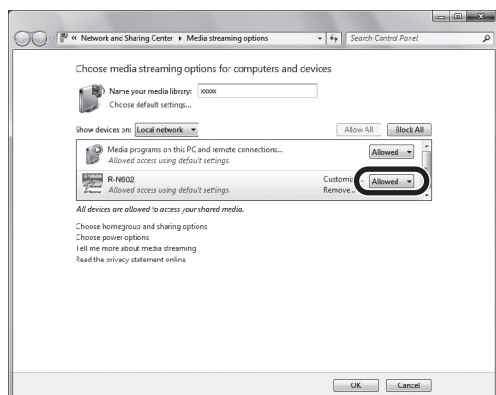 « Network and Sharing Center ▸ Media streaming options
Search Control Panel
Choose media streaming options for computers and devices
Name your media library: xxxxx
Choose default settings...
Show devices on: Local network
Allow All Block All
Media programs on this PC and remote connections...
Allowed access using default settings.
Allowed
R-N602
Allowed access using default settings.
Remove...
Allowed
All devices are allowed to access your shared media.
Choose homegroup and sharing options
Choose power options
Tell me more about media streaming
Read the privacy statement online
OK Cancel